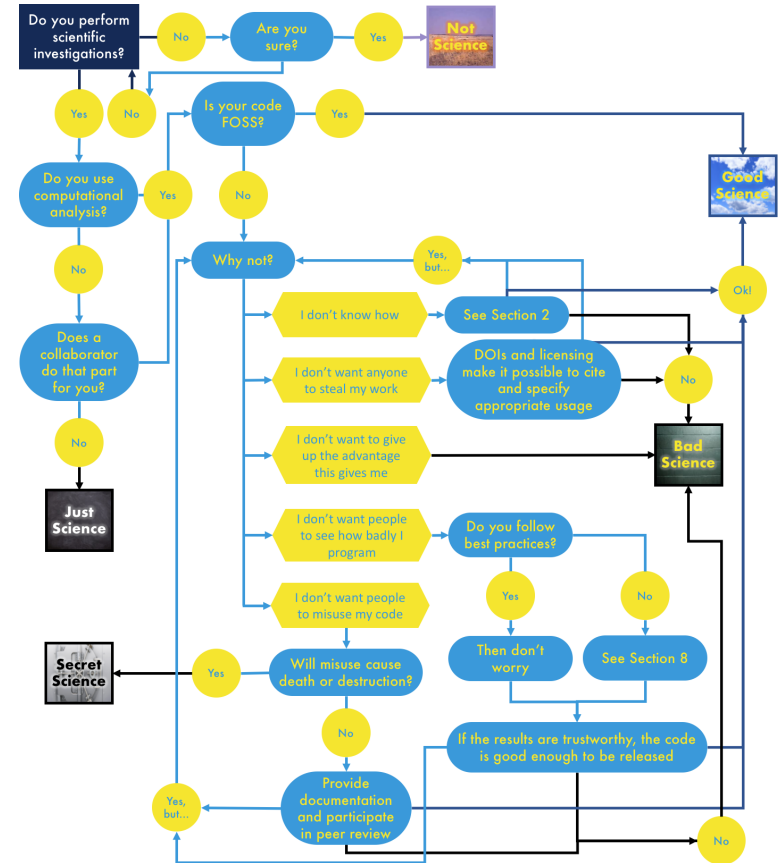 Do you perform
scientific
investigations?
No
Are you
sure?
Yes
Not
Science
Yes
No
Is your code
FOSS?
Yes
Do you use
computational
analysis?
Yes
No
Good
Science
No
Why not?
Yes,
but...
Ok!
I don't know how
See Section 2
Does a
collaborator
do that part
for you?
I don't want anyone
to steal my work
DOIs and licensing
make it possible to cite
and specify
appropriate usage
No
No
I don't want to give
up the advantage
this gives me
Bad
Science
Just
Science
I don't want people
to see how badly I
program
Do you follow
best practices?
Yes
No
I don't want people
to misuse my code
Secret
Science
Yes
Will misuse cause
death or destruction?
Then don't
worry
See Section 8
No
If the results are trustworthy, the code
is good enough to be released
Yes,
but...
Provide
documentation
and participate
in peer review
No